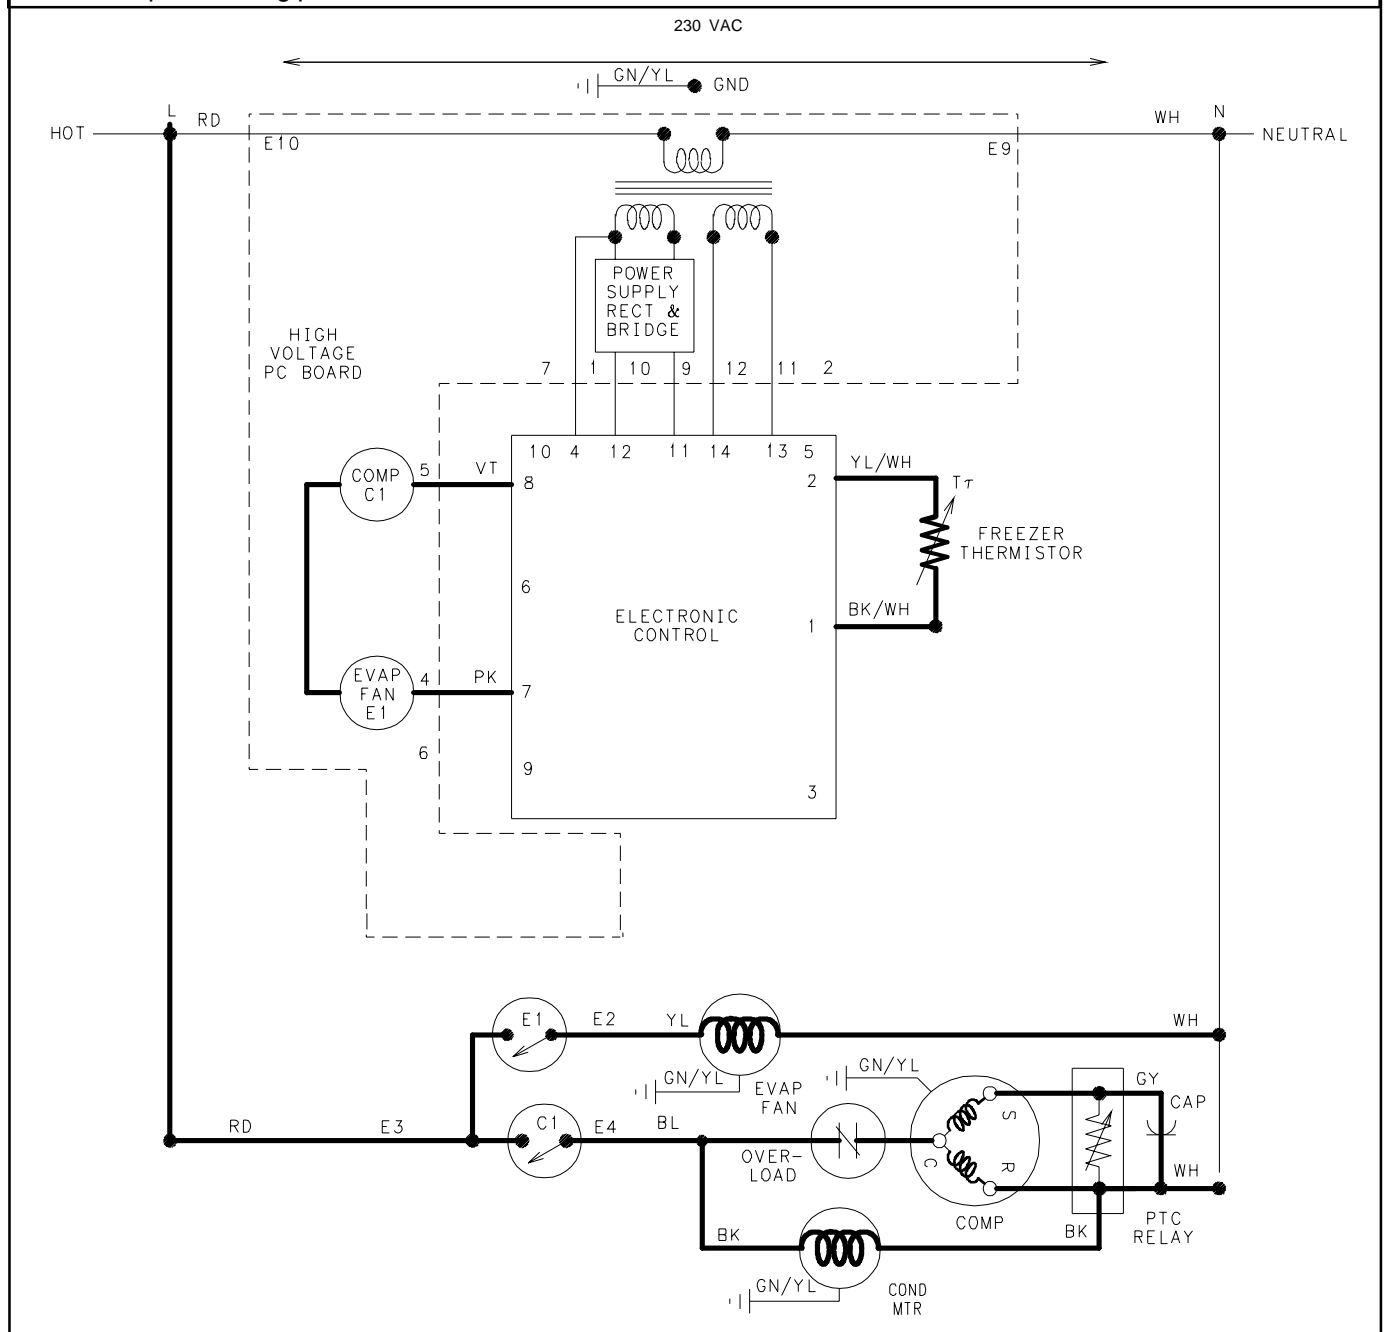 230 VAC
GN/YL GND
L RD WH N
HOT E10 E9 NEUTRAL
POWER
SUPPLY
RECT &
BRIDGE
HIGH
VOLTAGE
PC BOARD
7 1 10 9 12 11 2
10 4 12 11 14 13 5
COMP
C1
5 VT 8
2 YL/WH
Tτ
FREEZER
THERMISTOR
6
ELECTRONIC
CONTROL
1 BK/WH
EVAP
FAN
E1
4 PK 7
6
9
3
E1 E2 YL WH
GN/YL
EVAP
FAN
GN/YL
RD E3 C1 E4 BL
OVER-
LOAD
S
C
R
COMP
GY
CAP
WH
PTC
RELAY
BK BK
GN/YL
COND
MTR